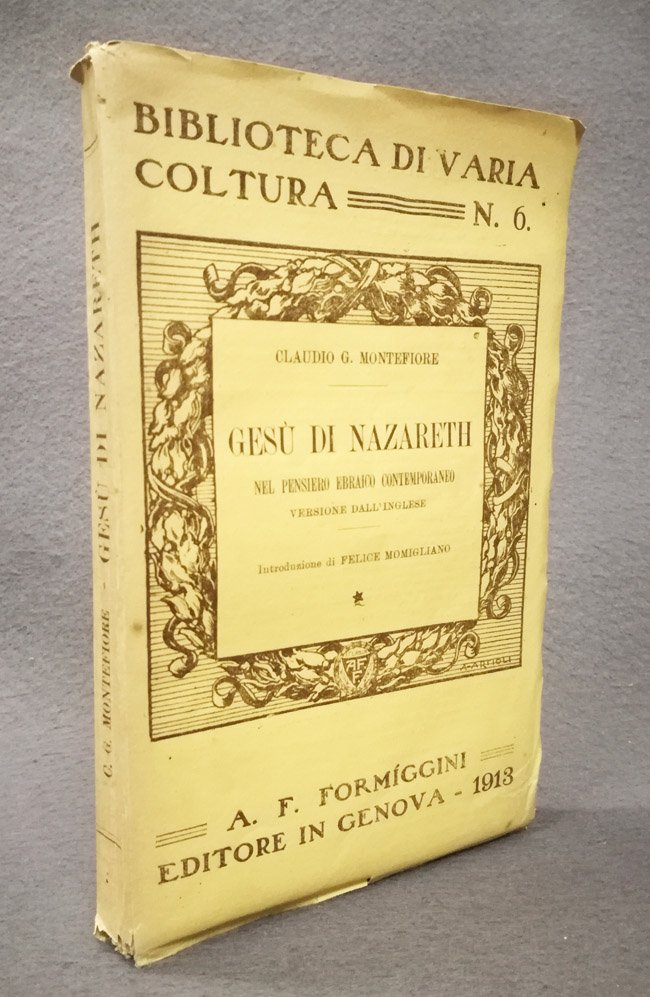 BIBLIOTECA DI VARIA
COLTURA N. 6.
CLAUDIO G. MONTEFIORE
GESÙ DI NAZARETH
NEL PENSIERO EBRAICO CONTEMPORANEO
VERSIONE DALL'INGLESE
Introduzione di FELICE MOMIGLIANO
A. F. FORMÍGGINI
EDITORE IN GENOVA - 1913
C. G. MONTEFIORE - GESÙ DI NAZARETH